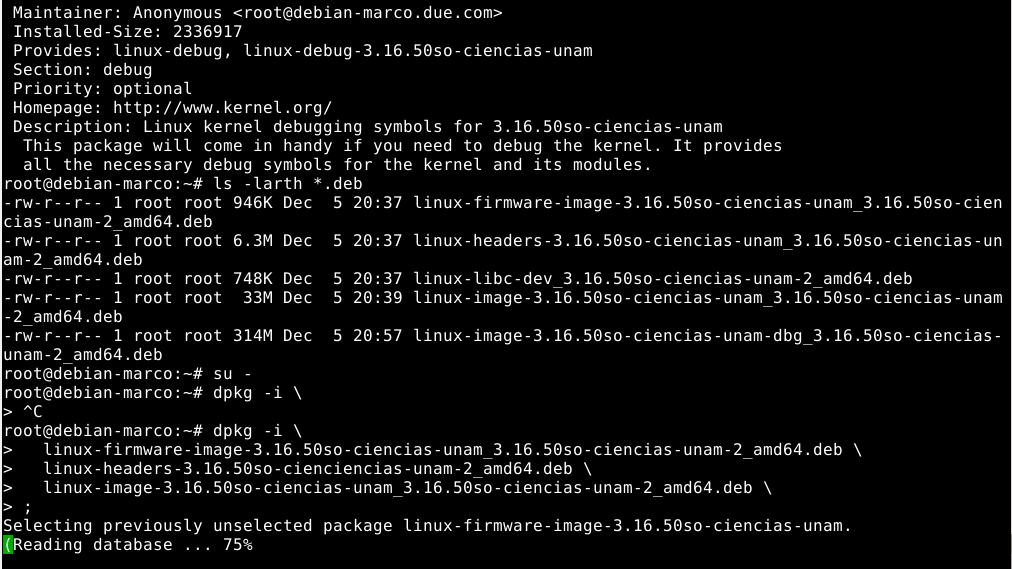 Maintainer: Anonymous <root@debian-marco.due.com>
Installed-Size: 2336917
Provides: linux-debug, linux-debug-3.16.50so-ciencias-unam
Section: debug
Priority: optional
Homepage: http://www.kernel.org/
Description: Linux kernel debugging symbols for 3.16.50so-ciencias-unam
This package will come in handy if you need to debug the kernel. It provides
all the necessary debug symbols for the kernel and its modules.
root@debian-marco:~# ls -larth *.deb
-rw-r--r-- 1 root root 946K Dec  5 20:37 linux-firmware-image-3.16.50so-ciencias-unam_3.16.50so-cien
cias-unam-2_amd64.deb
-rw-r--r-- 1 root root 6.3M Dec  5 20:37 linux-headers-3.16.50so-ciencias-unam_3.16.50so-ciencias-un
am-2_amd64.deb
-rw-r--r-- 1 root root 748K Dec  5 20:37 linux-libc-dev_3.16.50so-ciencias-unam-2_amd64.deb
-rw-r--r-- 1 root root  33M Dec  5 20:39 linux-image-3.16.50so-ciencias-unam_3.16.50so-ciencias-unam
-2_amd64.deb
-rw-r--r-- 1 root root 314M Dec  5 20:57 linux-image-3.16.50so-ciencias-unam-dbg_3.16.50so-ciencias-
unam-2_amd64.deb
root@debian-marco:~# su -
root@debian-marco:~# dpkg -i \
> ^C
root@debian-marco:~# dpkg -i \
>   linux-firmware-image-3.16.50so-ciencias-unam_3.16.50so-ciencias-unam-2_amd64.deb \
>   linux-headers-3.16.50so-cienciencias-unam-2_amd64.deb \
>   linux-image-3.16.50so-ciencias-unam_3.16.50so-ciencias-unam-2_amd64.deb \
> ;
Selecting previously unselected package linux-firmware-image-3.16.50so-ciencias-unam.
(Reading database ... 75%